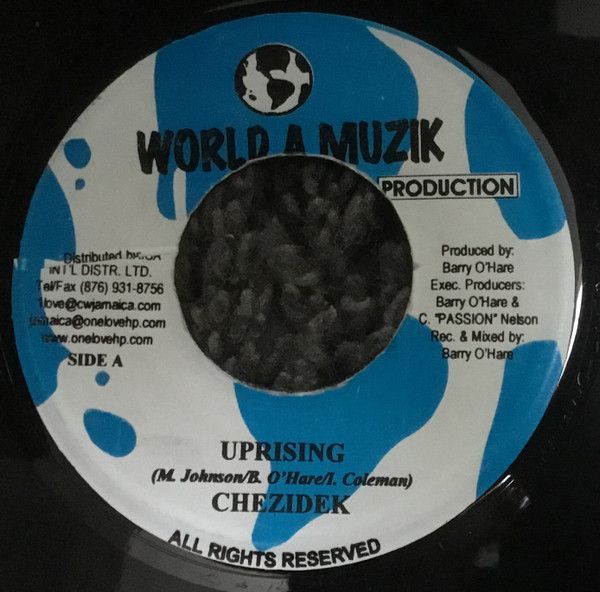 WORLD A MUZIK
PRODUCTION
Distributed by:
INT'L DISTR. LTD.
Tel/Fax (876) 931-8756
1love@cwjamaica.com
jamaica@onelovehp.com
www.onelovehp.com
SIDE A
Produced by:
Barry O'Hare
Exec. Producers:
Barry O'Hare &
C. "PASSION" Nelson
Rec. & Mixed by:
Barry O'Hare
UPRISING
(M. Johnson/B. O'Hare/I. Coleman)
CHEZIDEK
ALL RIGHTS RESERVED